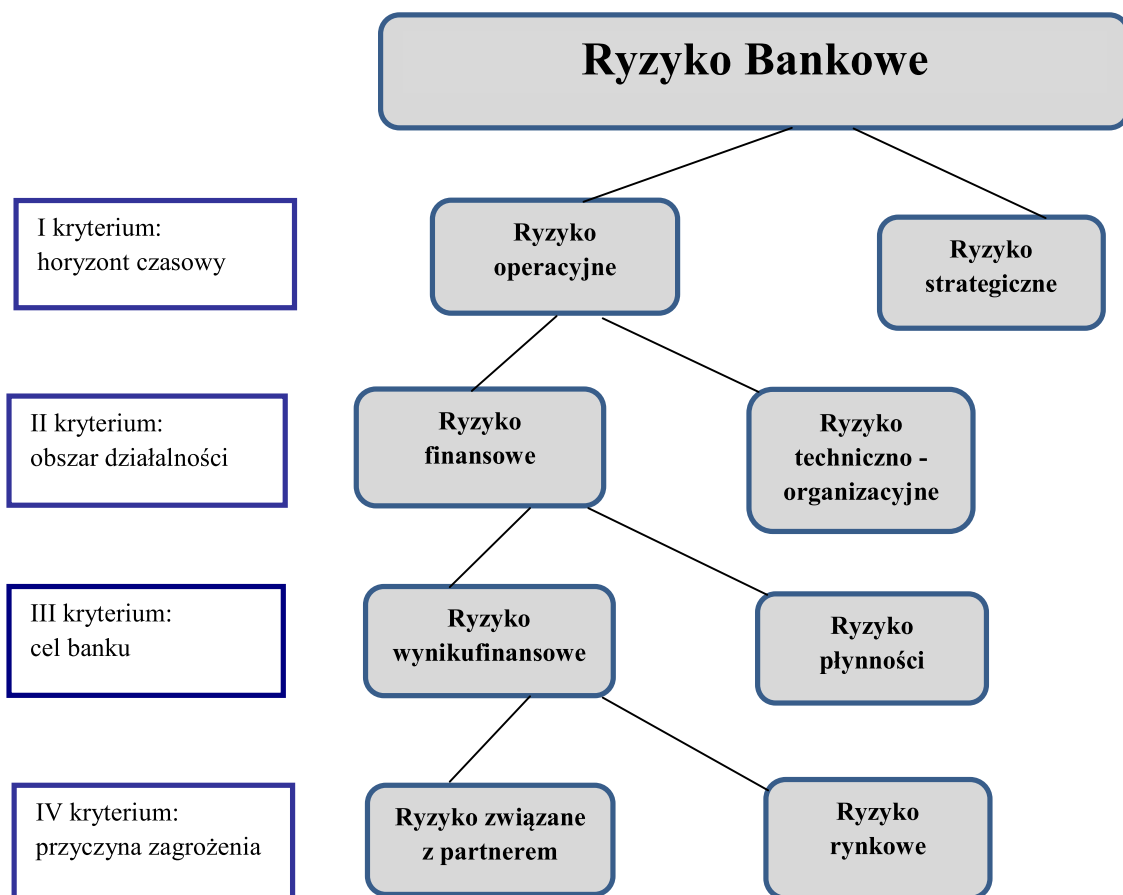 Ryzyko Bankowe
I kryterium:
horyzont czasowy
Ryzyko
operacyjne
Ryzyko
strategiczne
II kryterium:
obszar działalności
Ryzyko
finansowe
Ryzyko
techniczno -
organizacyjne
III kryterium:
cel banku
Ryzyko
wynikufinansowe
Ryzyko
płynności
IV kryterium:
przyczyna zagrożenia
Ryzyko związane
z partnerem
Ryzyko
rynkowe